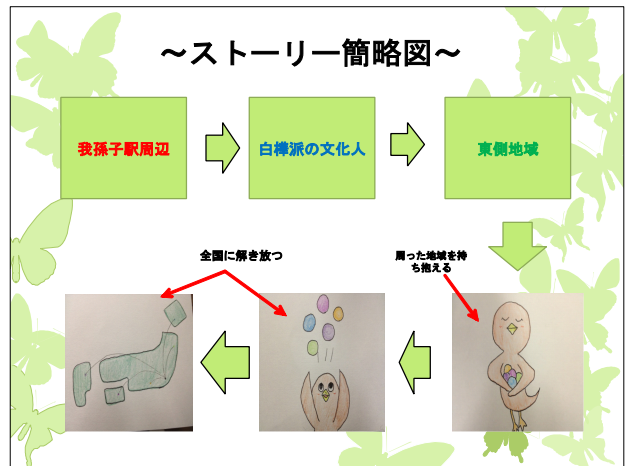 ～ストーリー簡略図～
我孫子駅周辺
白樺派の文化人
東側地域
全国に解き放つ
周った地域を持
ち抱える